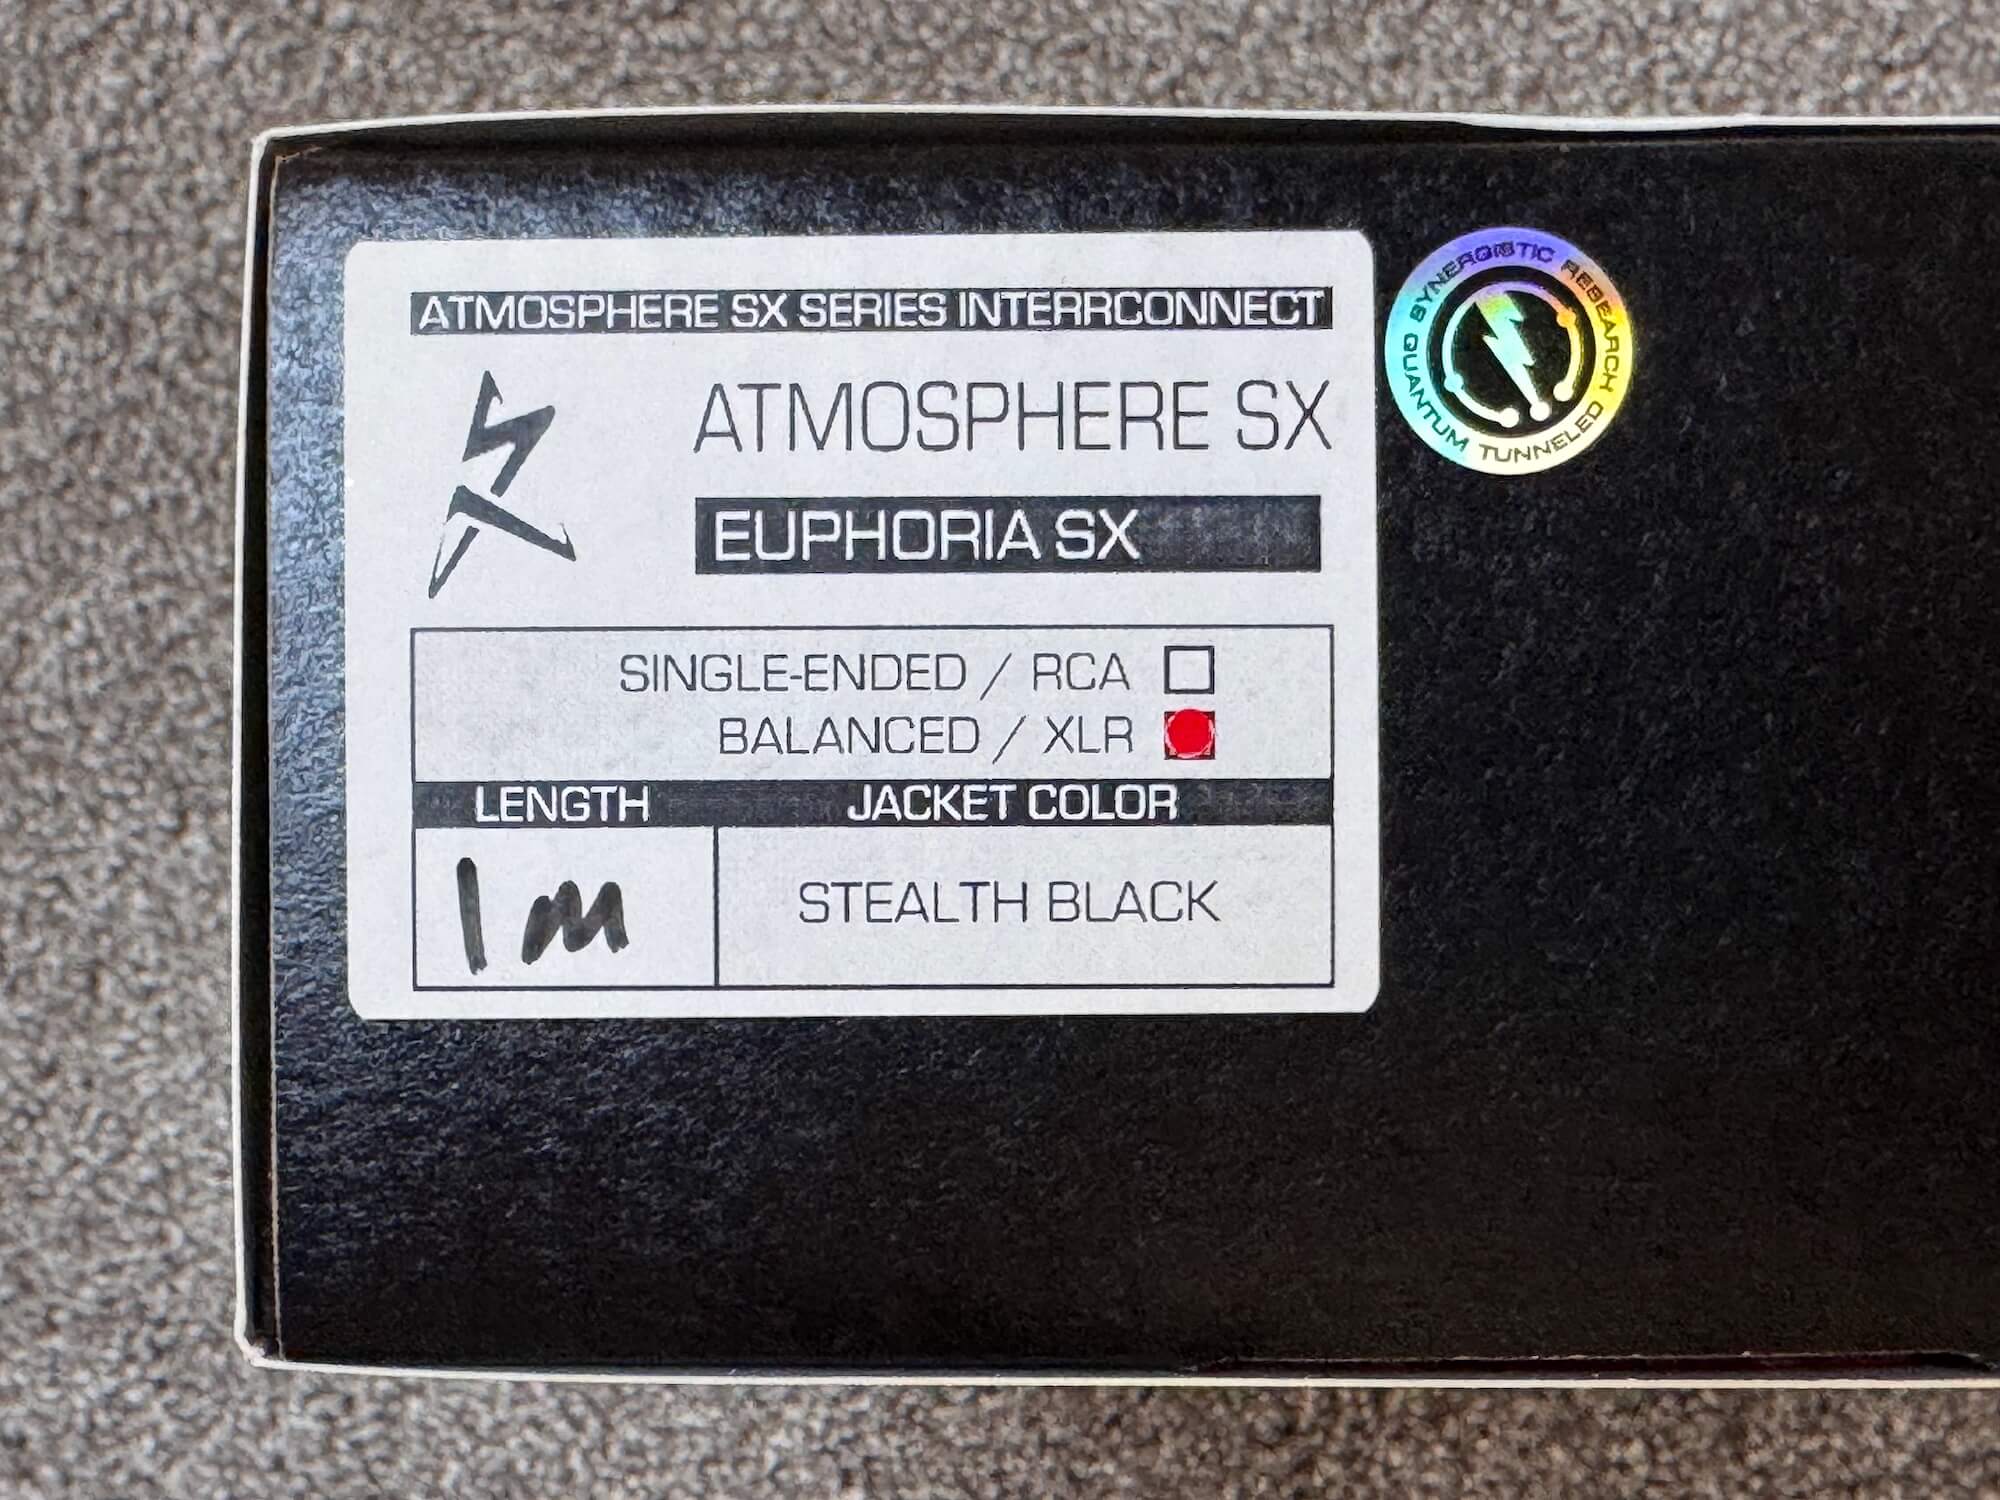 ATMOSPHERE SX SERIES INTERRCONNECT
ATMOSPHERE SX
EUPHORIA SX
SINGLE-ENDED / RCA
BALANCED / XLR
LENGTH JACKET COLOR
1 m STEALTH BLACK
SYNERGISTIC RESEARCH
QUANTUM TUNNELED